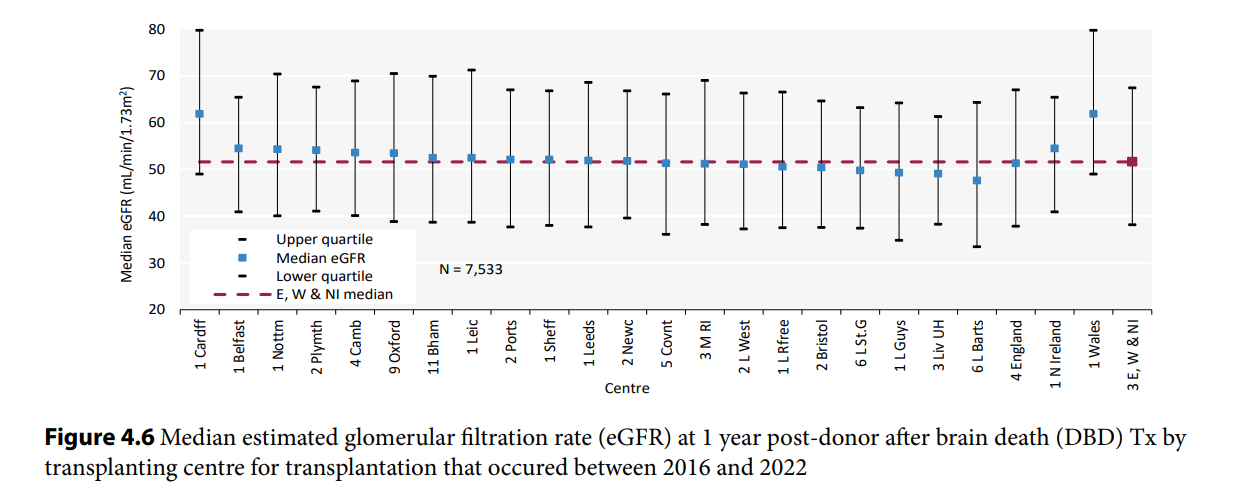 80
70
60
50
40
30
20
Median eGFR (mL/min/1.73m²)
Upper quartile
Median eGFR
Lower quartile
E, W & NI median
N = 7,533
1 Cardff
1 Belfast
1 Nottm
2 Plymth
4 Camb
9 Oxford
11 Bham
1 Leic
2 Ports
1 Sheff
1 Leeds
2 Newc
5 Covnt
3 M RI
2 L West
1 L Rfree
2 Bristol
6 L St.G
1 L Guys
3 Liv UH
6 L Barts
4 England
1 N Ireland
1 Wales
3 E, W & NI
Centre
Figure 4.6 Median estimated glomerular filtration rate (eGFR) at 1 year post-donor after brain death (DBD) Tx by
transplanting centre for transplantation that occured between 2016 and 2022